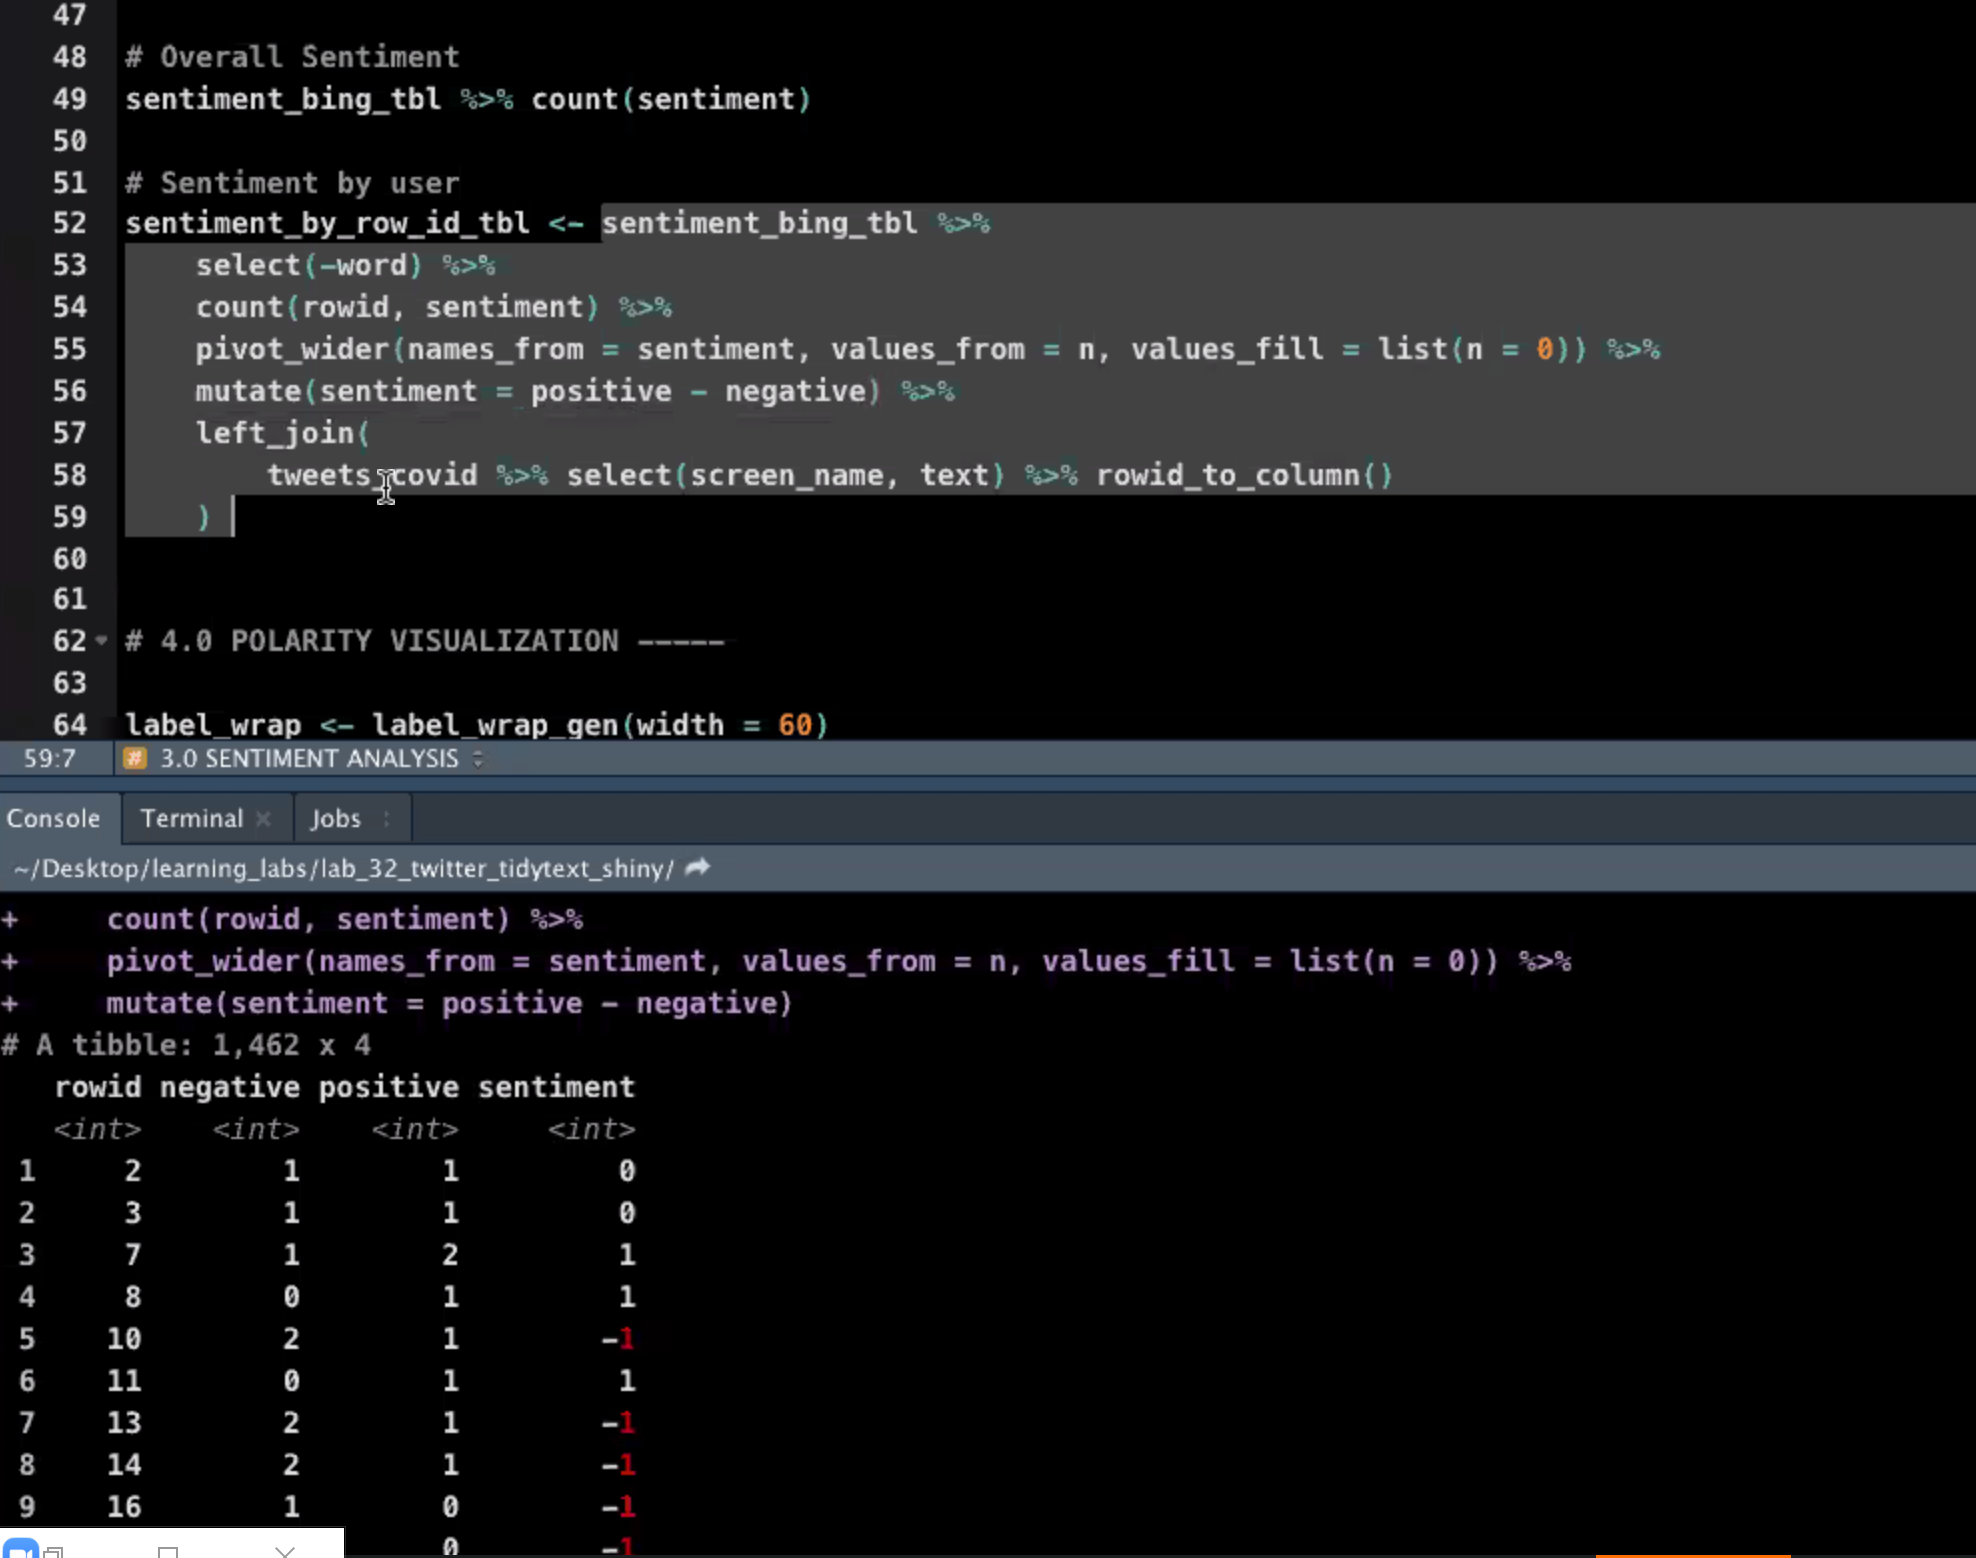 47
48 # Overall Sentiment
49 sentiment_bing_tbl %>% count(sentiment)
50
51 # Sentiment by user
52 sentiment_by_row_id_tbl <- sentiment_bing_tbl %>%
53     select(-word) %>%
54     count(rowid, sentiment) %>%
55     pivot_wider(names_from = sentiment, values_from = n, values_fill = list(n = 0)) %>%
56     mutate(sentiment = positive - negative) %>%
57     left_join(
58         tweets_covid %>% select(screen_name, text) %>% rowid_to_column()
59     )
60
61
62 # 4.0 POLARITY VISUALIZATION -----
63
64 label_wrap <- label_wrap_gen(width = 60)
59:7 # 3.0 SENTIMENT ANALYSIS
Console Terminal Jobs
~/Desktop/learning_labs/lab_32_twitter_tidytext_shiny/
+     count(rowid, sentiment) %>%
+     pivot_wider(names_from = sentiment, values_from = n, values_fill = list(n = 0)) %>%
+     mutate(sentiment = positive - negative)
# A tibble: 1,462 x 4
rowid negative positive sentiment
<int> <int> <int> <int>
1 2 1 1 0
2 3 1 1 0
3 7 1 2 1
4 8 0 1 1
5 10 2 1 -1
6 11 0 1 1
7 13 2 1 -1
8 14 2 1 -1
9 16 1 0 -1
0 -1